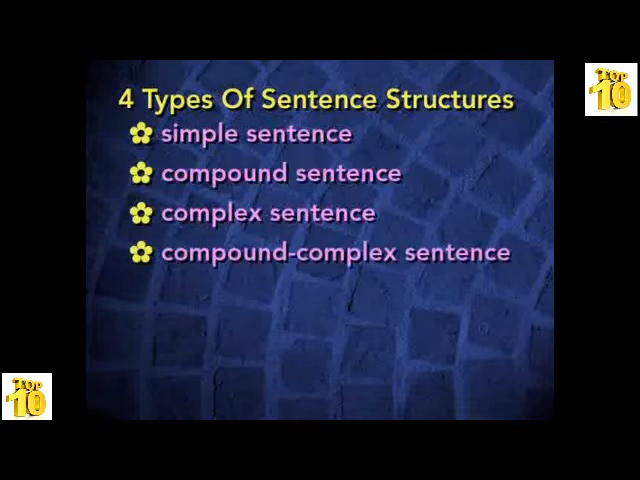 4 Types Of Sentence Structures
TOP
10
simple sentence
compound sentence
complex sentence
compound-complex sentence
TOP
10